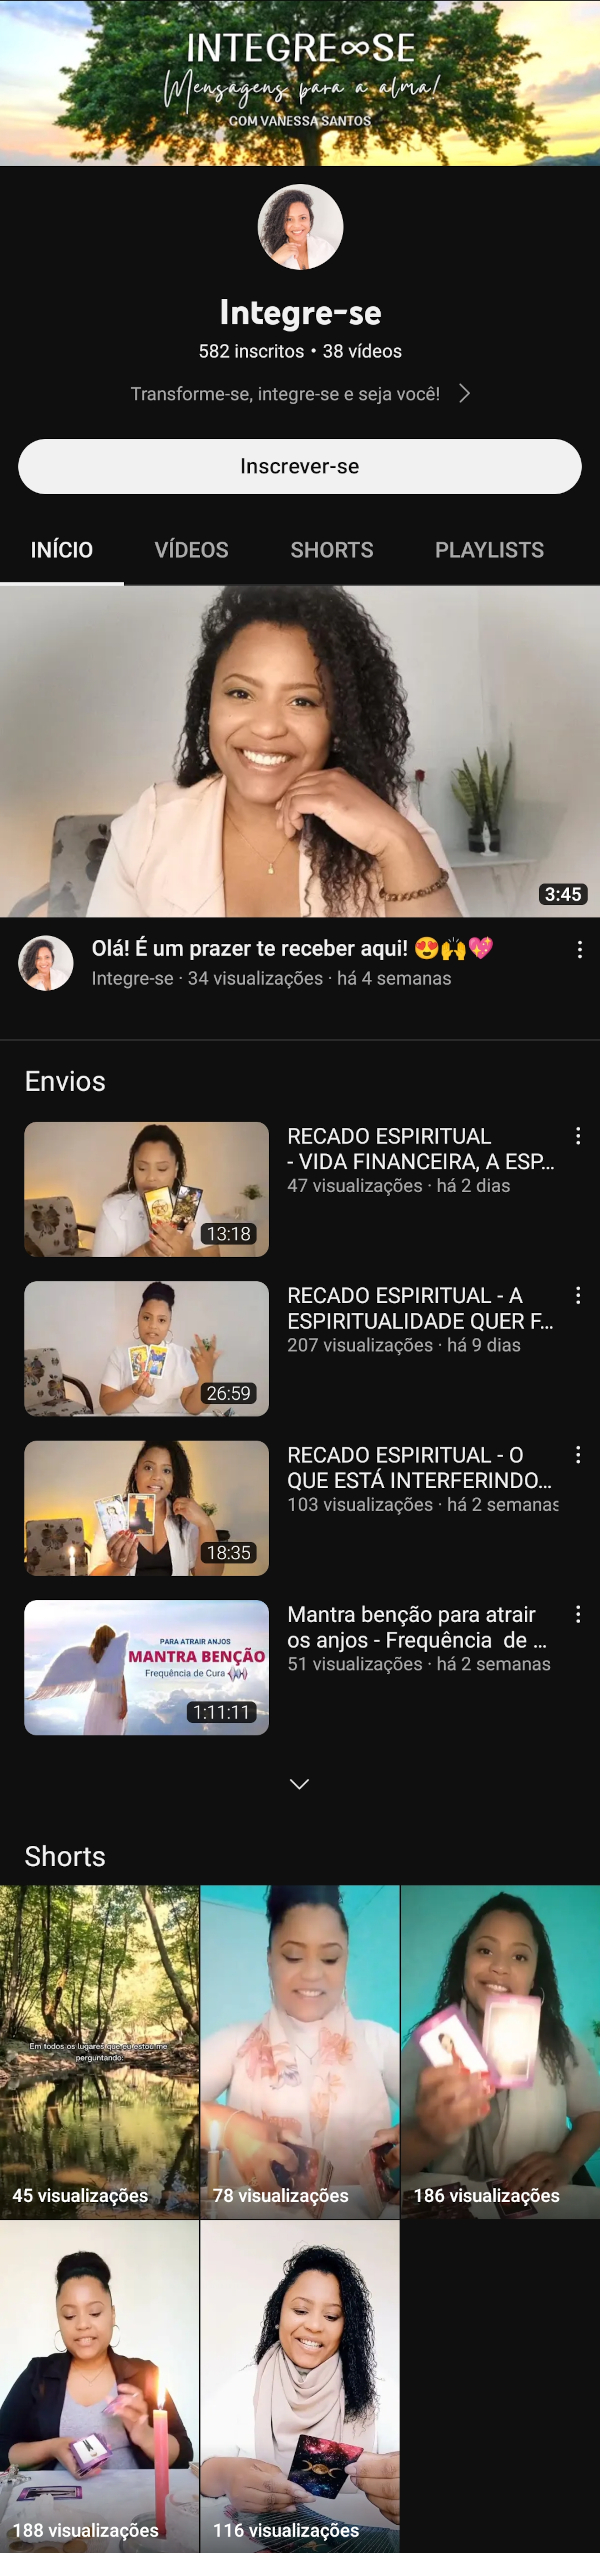 INTEGRE∞SE
Mensagens para a alma!
COM VANESSA SANTOS
Integre-se
582 inscritos • 38 vídeos
Transforme-se, integre-se e seja você!
Inscrever-se
INÍCIO VÍDEOS SHORTS PLAYLISTS
3:45
Olá! É um prazer te receber aqui! 😍🙌💖
Integre-se · 34 visualizações · há 4 semanas
Envios
RECADO ESPIRITUAL
- VIDA FINANCEIRA, A ESP...
47 visualizações · há 2 dias
13:18
RECADO ESPIRITUAL - A
ESPIRITUALIDADE QUER F...
207 visualizações · há 9 dias
26:59
RECADO ESPIRITUAL - O
QUE ESTÁ INTERFERINDO...
103 visualizações · há 2 semanas
18:35
PARA ATRAIR ANJOS
MANTRA BENÇÃO
Frequência de Cura
1:11:11
Mantra benção para atrair
os anjos - Frequência de ...
51 visualizações · há 2 semanas
Shorts
Em todos os lugares que eu estou me
perguntando:
45 visualizações
78 visualizações
186 visualizações
188 visualizações
116 visualizações